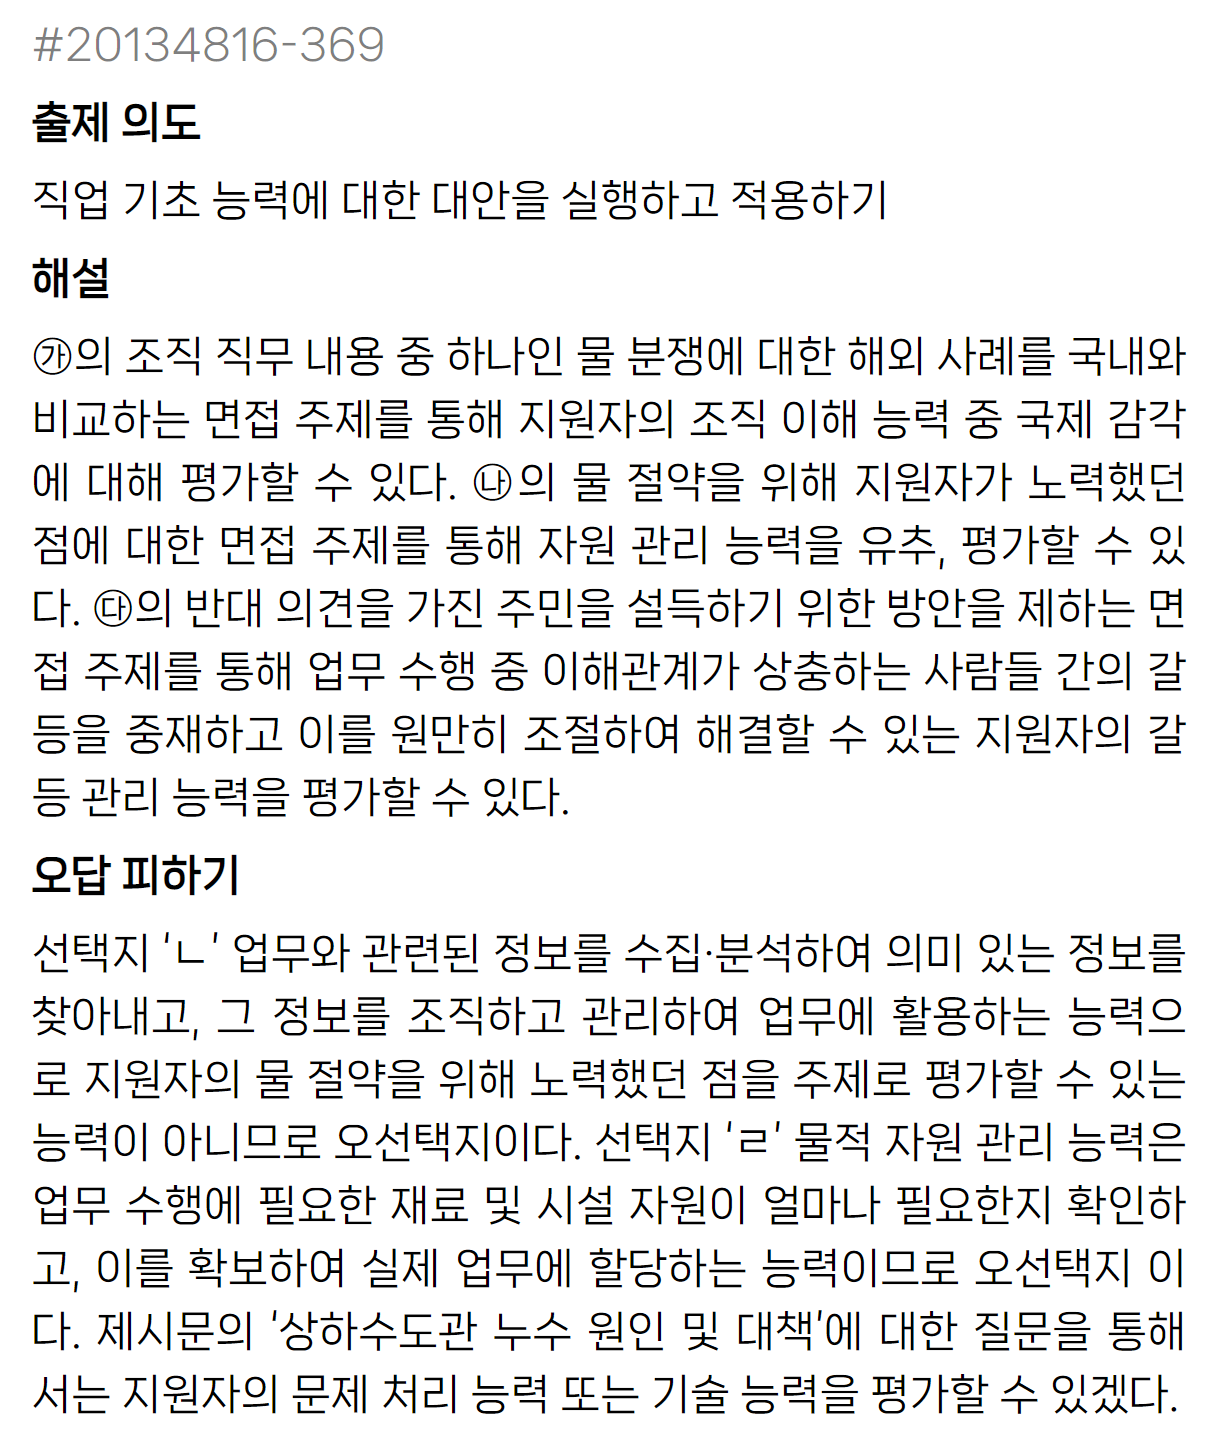 #20134816-369
출제 의도
직업 기초 능력에 대한 대안을 실행하고 적용하기
해설
㉮의 조직 직무 내용 중 하나인 물 분쟁에 대한 해외 사례를 국내와
비교하는 면접 주제를 통해 지원자의 조직 이해 능력 중 국제 감각
에 대해 평가할 수 있다. ㉯의 물 절약을 위해 지원자가 노력했던
점에 대한 면접 주제를 통해 자원 관리 능력을 유추, 평가할 수 있
다. ㉰의 반대 의견을 가진 주민을 설득하기 위한 방안을 제하는 면
접 주제를 통해 업무 수행 중 이해관계가 상충하는 사람들 간의 갈
등을 중재하고 이를 원만히 조절하여 해결할 수 있는 지원자의 갈
등 관리 능력을 평가할 수 있다.
오답 피하기
선택지 ‘ㄴ’ 업무와 관련된 정보를 수집·분석하여 의미 있는 정보를
찾아내고, 그 정보를 조직하고 관리하여 업무에 활용하는 능력으
로 지원자의 물 절약을 위해 노력했던 점을 주제로 평가할 수 있는
능력이 아니므로 오선택지이다. 선택지 ‘ㄹ’ 물적 자원 관리 능력은
업무 수행에 필요한 재료 및 시설 자원이 얼마나 필요한지 확인하
고, 이를 확보하여 실제 업무에 할당하는 능력이므로 오선택지 이
다. 제시문의 ‘상하수도관 누수 원인 및 대책’에 대한 질문을 통해
서는 지원자의 문제 처리 능력 또는 기술 능력을 평가할 수 있겠다.